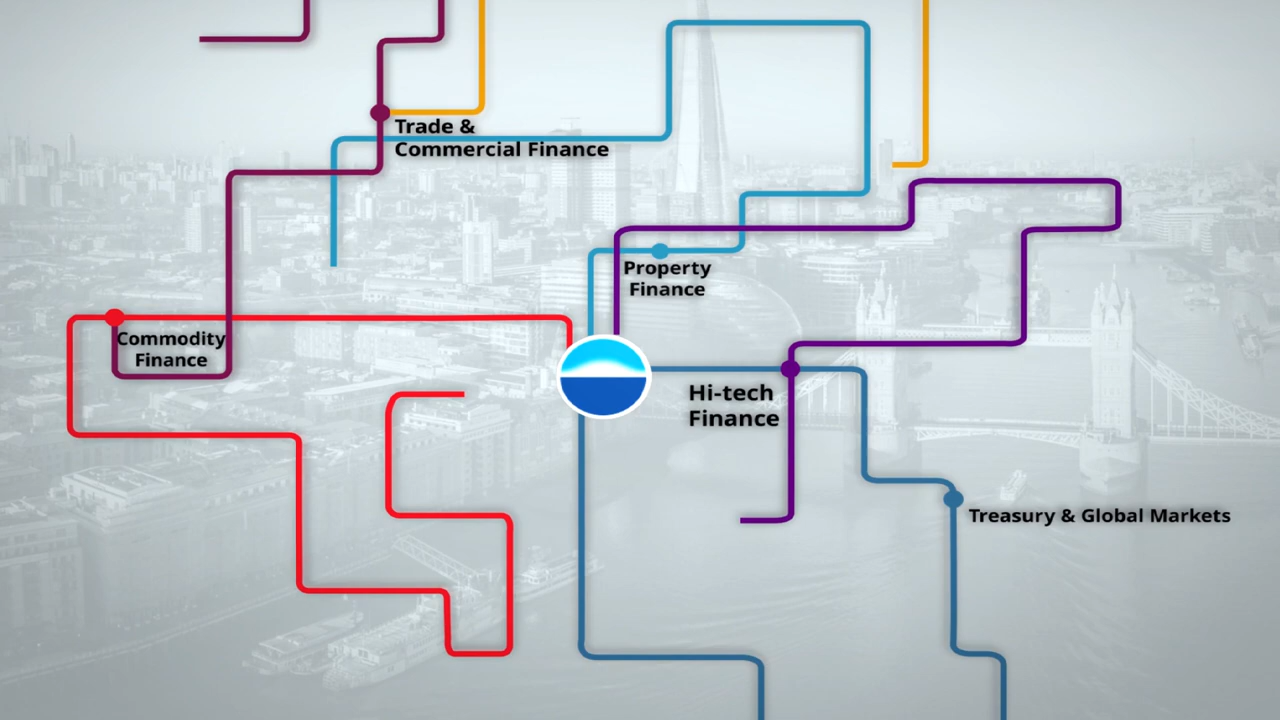 Trade &
Commercial Finance
Property
Finance
Commodity
Finance
Hi-tech
Finance
Treasury & Global Markets